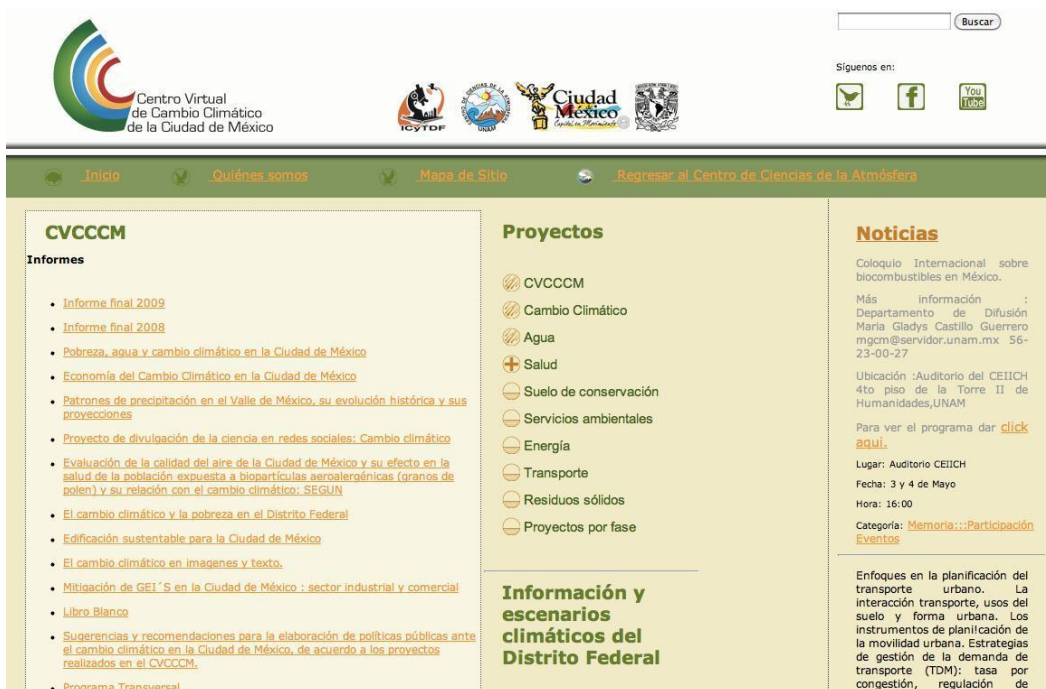 Buscar
Síguenos en:
You
Tube
Centro Virtual
de Cambio Climático
de la Ciudad de México
ICyTDF
CENTRO DE CIENCIAS DE LA ATMÓSFERA
UNAM
Ciudad
México
Capital en Movimiento
Inicio
Quiénes somos
Mapa de Sitio
Regresar al Centro de Ciencias de la Atmósfera
CVCCCM
Informes
Informe final 2009
Informe final 2008
Pobreza, agua y cambio climático en la Ciudad de México
Economía del Cambio Climático en la Ciudad de México
Patrones de precipitación en el Valle de México, su evolución histórica y sus
proyecciones
Proyecto de divulgación de la ciencia en redes sociales: Cambio climático
Evaluación de la calidad del aire de la Ciudad de México y su efecto en la
salud de la población expuesta a biopartículas aeroalergénicas (granos de
polen) y su relación con el cambio climático: SEGUN
El cambio climático y la pobreza en el Distrito Federal
Edificación sustentable para la Ciudad de México
El cambio climático en imagenes y texto.
Mitigación de GEI´S en la Ciudad de México : sector industrial y comercial
Libro Blanco
Sugerencias y recomendaciones para la elaboración de políticas públicas ante
el cambio climático en la Ciudad de México, de acuerdo a los proyectos
realizados en el CVCCCM.
Programa Transversal
Proyectos
CVCCCM
Cambio Climático
Agua
Salud
Suelo de conservación
Servicios ambientales
Energía
Transporte
Residuos sólidos
Proyectos por fase
Información y
escenarios
climáticos del
Distrito Federal
Noticias
Coloquio Internacional sobre
biocombustibles en México.
Más información :
Departamento de Difusión
Maria Gladys Castillo Guerrero
mgcm@servidor.unam.mx 56-
23-00-27
Ubicación :Auditorio del CEIICH
4to piso de la Torre II de
Humanidades,UNAM
Para ver el programa dar click
aquí.
Lugar: Auditorio CEIICH
Fecha: 3 y 4 de Mayo
Hora: 16:00
Categoría: Memoria:::Participación
Eventos
Enfoques en la planificación del
transporte urbano. La
interacción transporte, usos del
suelo y forma urbana. Los
instrumentos de plani!cación de
la movilidad urbana. Estrategias
de gestión de la demanda de
transporte (TDM): tasa por
congestión, regulación de